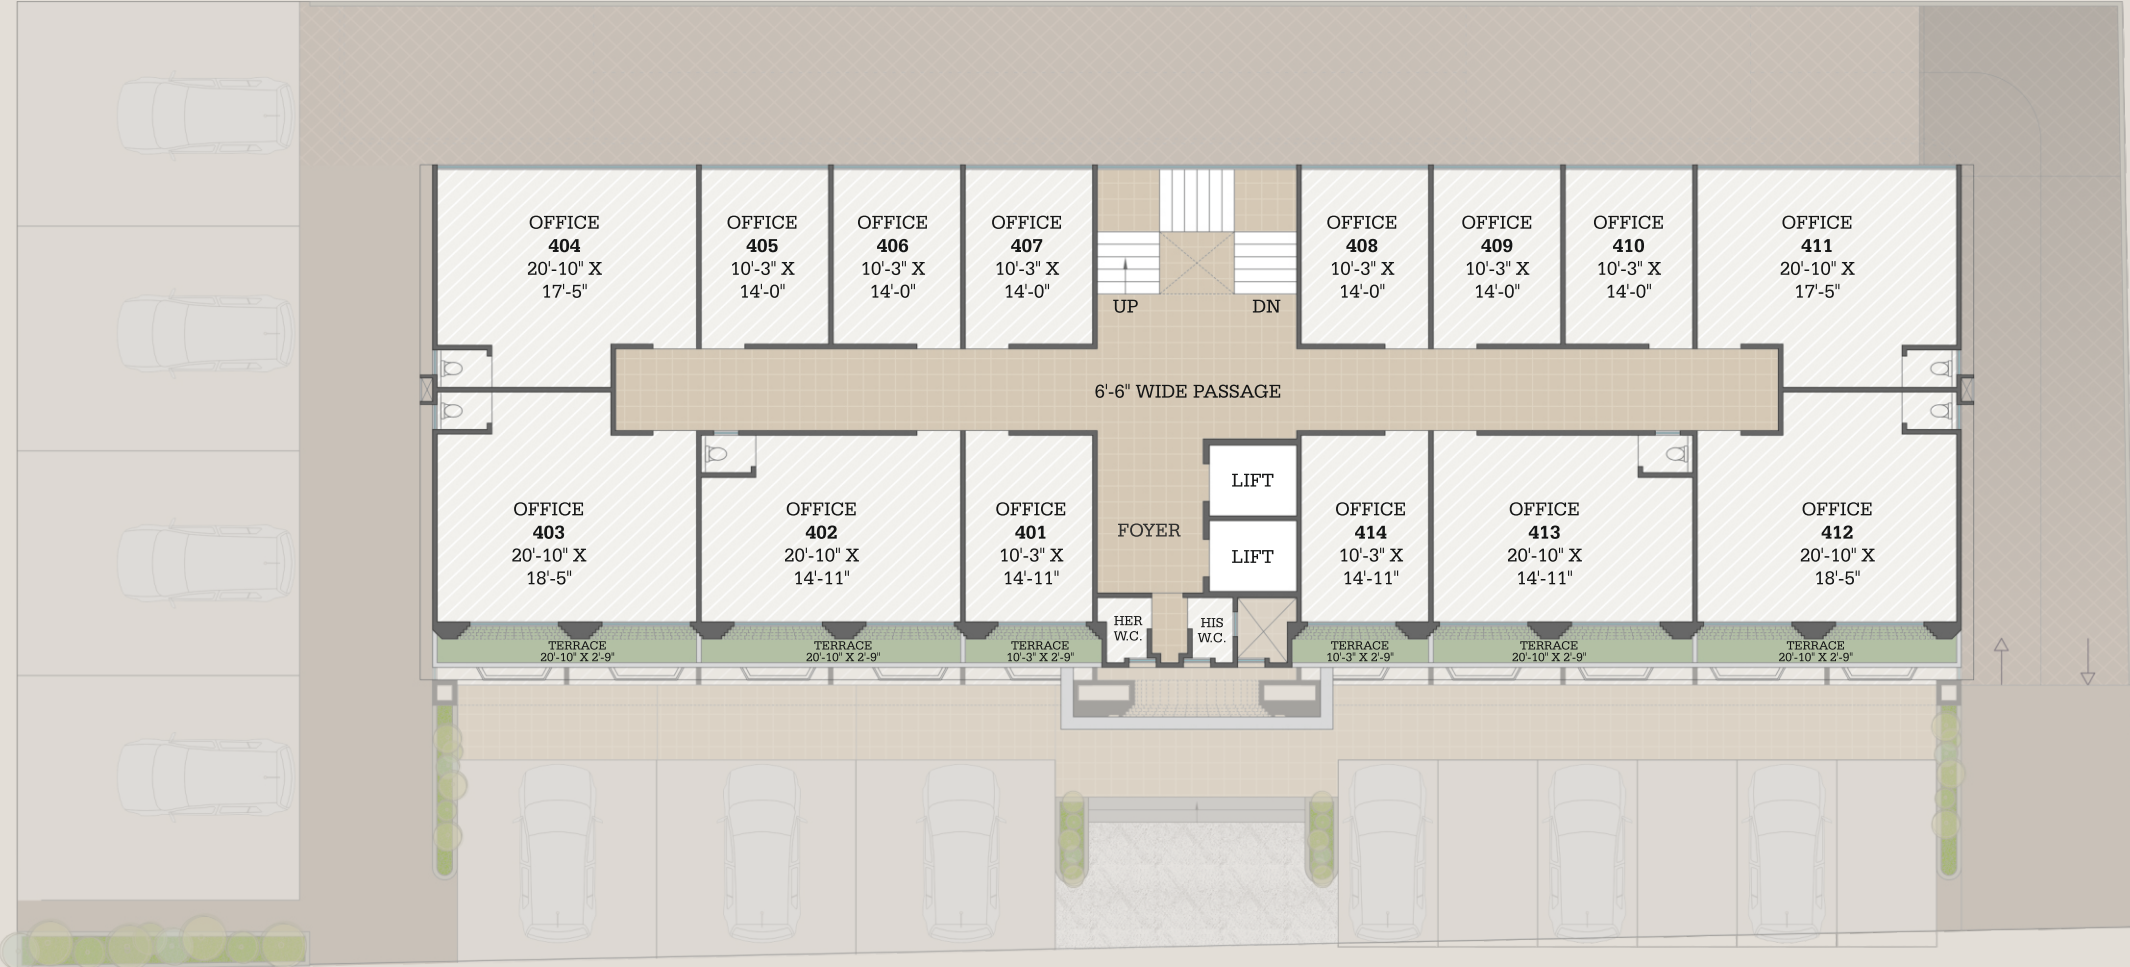 OFFICE
404
20'-10" X
17'-5"
OFFICE
405
10'-3" X
14'-0"
OFFICE
406
10'-3" X
14'-0"
OFFICE
407
10'-3" X
14'-0"
UP
DN
OFFICE
408
10'-3" X
14'-0"
OFFICE
409
10'-3" X
14'-0"
OFFICE
410
10'-3" X
14'-0"
OFFICE
411
20'-10" X
17'-5"
6'-6" WIDE PASSAGE
OFFICE
403
20'-10" X
18'-5"
OFFICE
402
20'-10" X
14'-11"
OFFICE
401
10'-3" X
14'-11"
FOYER
LIFT
LIFT
OFFICE
414
10'-3" X
14'-11"
OFFICE
413
20'-10" X
14'-11"
OFFICE
412
20'-10" X
18'-5"
HER
W.C.
HIS
W.C.
TERRACE
20'-10" X 2'-9"
TERRACE
20'-10" X 2'-9"
TERRACE
10'-3" X 2'-9"
TERRACE
10'-3" X 2'-9"
TERRACE
20'-10" X 2'-9"
TERRACE
20'-10" X 2'-9"